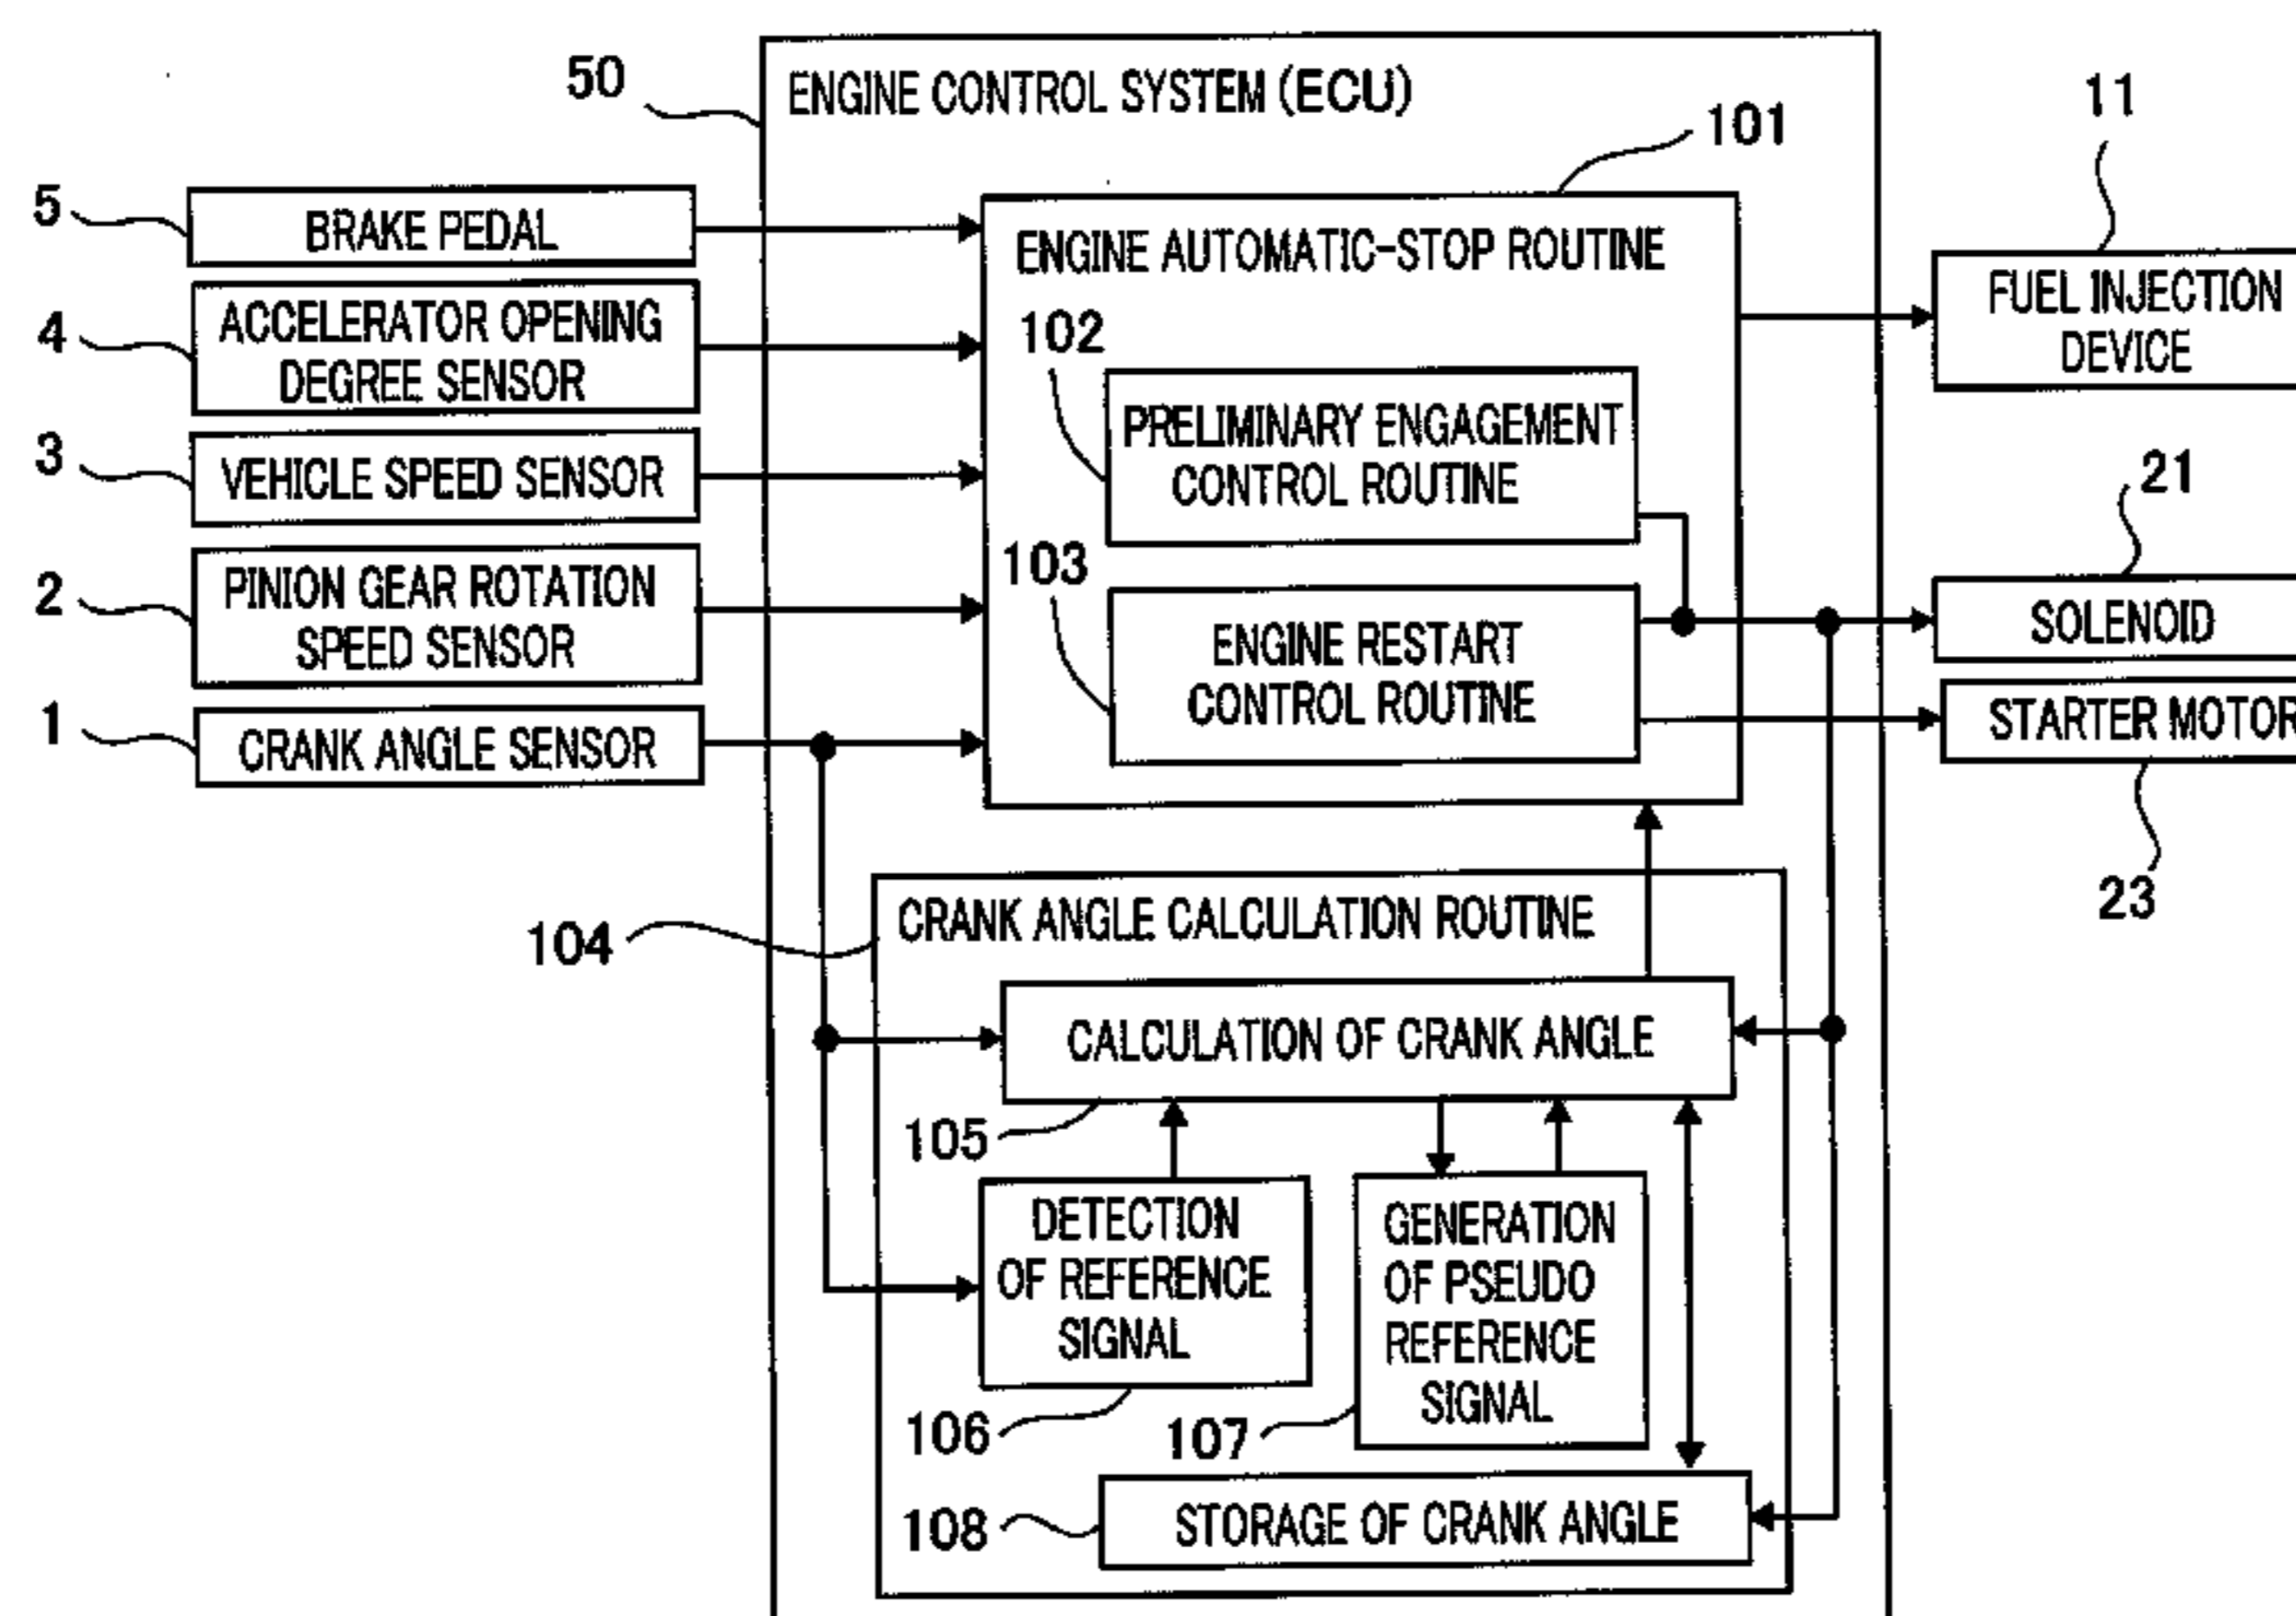 50
ENGINE CONTROL SYSTEM (ECU)
101
11
5
BRAKE PEDAL
ENGINE AUTOMATIC-STOP ROUTINE
FUEL INJECTION
DEVICE
4
ACCELERATOR OPENING
DEGREE SENSOR
102
PRELIMINARY ENGAGEMENT
CONTROL ROUTINE
3
VEHICLE SPEED SENSOR
21
SOLENOID
2
PINION GEAR ROTATION
SPEED SENSOR
103
ENGINE RESTART
CONTROL ROUTINE
1
CRANK ANGLE SENSOR
STARTER MOTOR
23
104
CRANK ANGLE CALCULATION ROUTINE
CALCULATION OF CRANK ANGLE
105
DETECTION
OF REFERENCE
SIGNAL
106
GENERATION
OF PSEUDO
REFERENCE
SIGNAL
107
108
STORAGE OF CRANK ANGLE